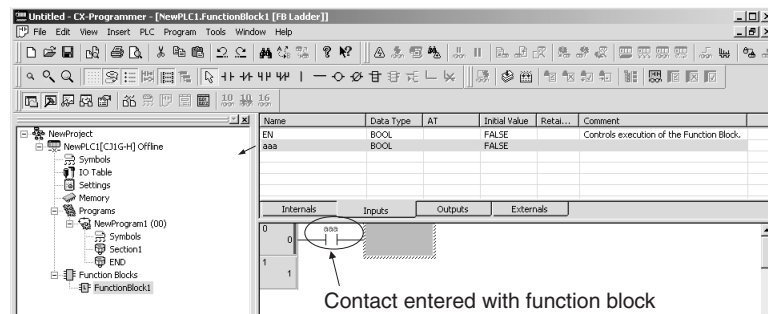 Untitled - CX-Programmer - [NewPLC1.FunctionBlock1 [FB Ladder]]
File Edit View Insert PLC Program Tools Window Help
10 10 16
Name Data Type AT Initial Value Retai... Comment
EN BOOL FALSE Controls execution of the Function Block.
aaa BOOL FALSE
NewProject
NewPLC1[CJ1G-H] Offline
Symbols
IO Table
Settings
Memory
Programs
NewProgram1 (00)
Symbols
Section1
END
Function Blocks
FunctionBlock1
Internals Inputs Outputs Externals
0
0
aaa
1
1
Contact entered with function block